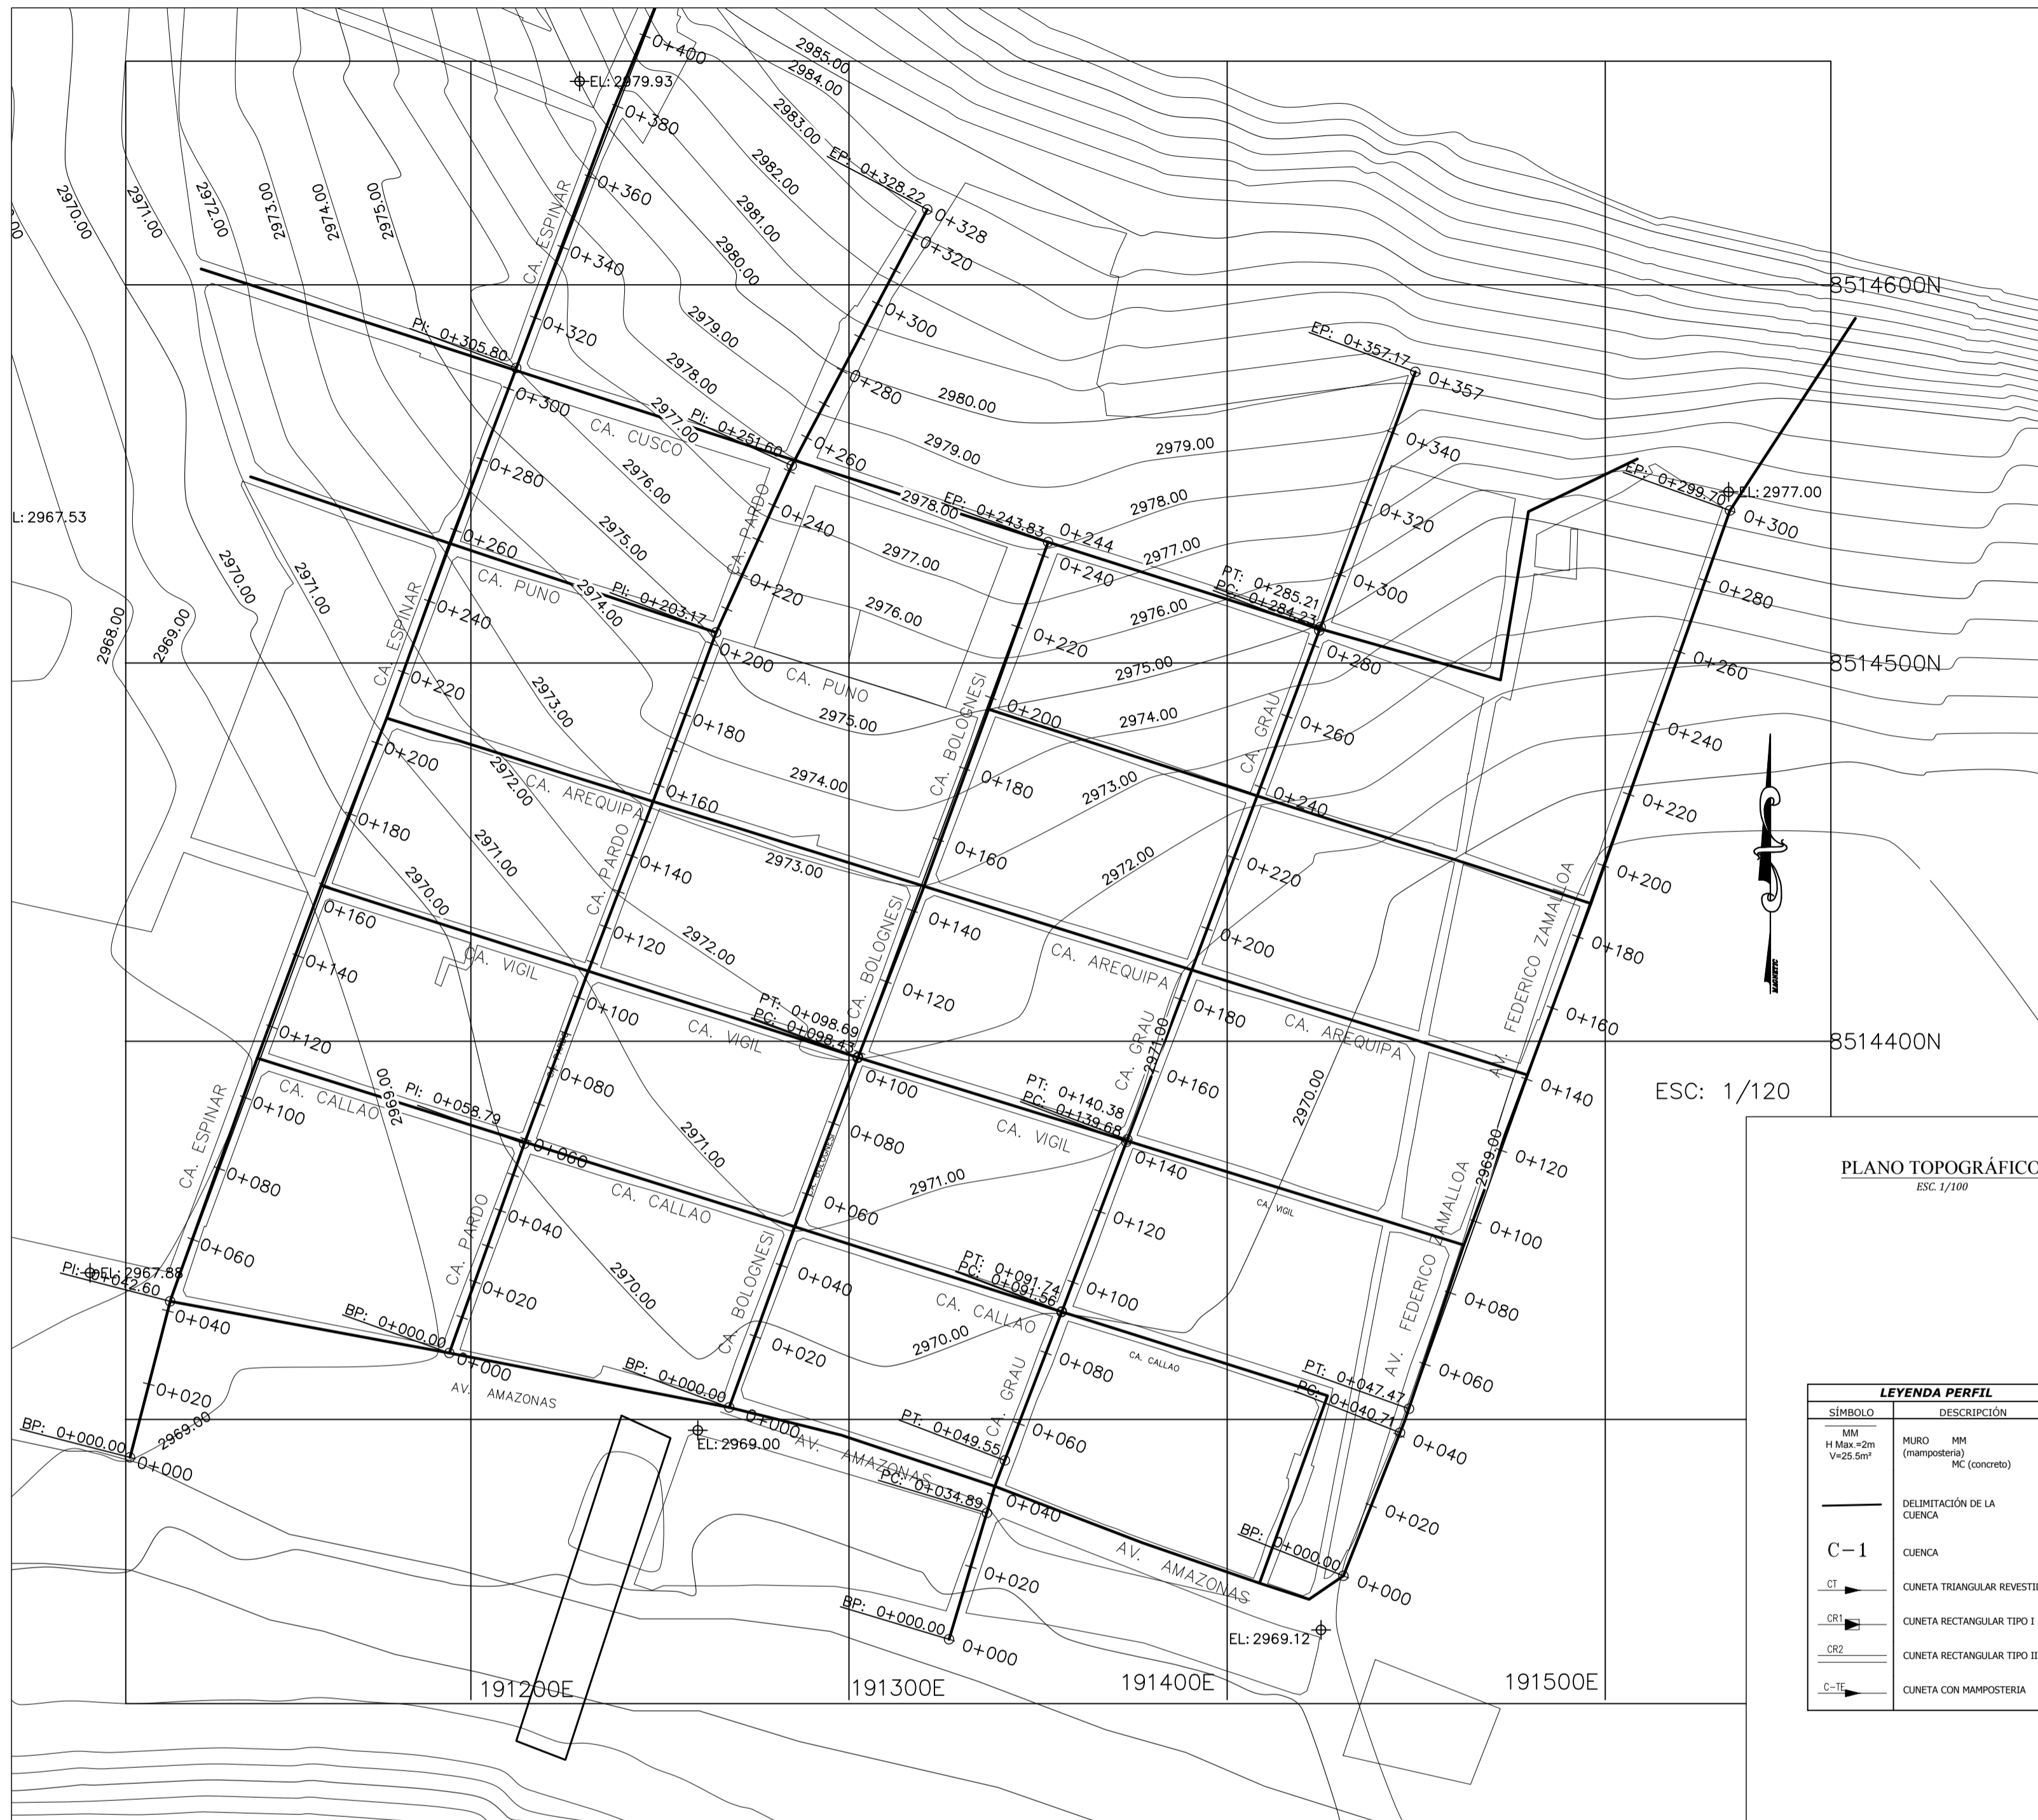 0+400
2985.00
2984.00
EL: 2979.93
2983.00
0+380
2982.00
EP: 0+328.22
0+360
2981.00
0+328
0+320
CA. ESPINAR
2970.00
2971.00
2972.00
2973.00
2974.00
2975.00
0+340
2980.00
8514600N
0+300
0+320
PI: 0+305.80
2979.00
EP: 0+357.17
0+357
2978.00
0+280
2980.00
0+300
CA. CUSCO
2977.00
PI: 0+251.60
0+260
2979.00
2979.00
0+340
0+280
2976.00
EP: 0+299.70
EL: 2977.00
0+300
L: 2967.53
CA. PARDO
0+240
2978.00
EP: 0+243.83
0+244
2978.00
0+320
0+260
2975.00
2977.00
0+240
2977.00
PT: 0+285.21
PC: 0+284.23
0+300
0+280
CA. PUNO
2974.00
PI: 0+203.17
0+220
2976.00
2976.00
0+220
2970.00
2971.00
CA. ESPINAR
0+240
2968.00
2969.00
0+200
CA. PUNO
2975.00
0+280
0+260
8514500N
0+220
2973.00
0+180
2975.00
CA. BOLOGNESI
0+200
2974.00
CA. GRAU
0+260
0+240
0+200
2972.00
CA. AREQUIPA
0+160
2974.00
0+180
2973.00
0+240
0+220
0+180
2971.00
CA. PARDO
0+140
2973.00
0+160
2972.00
0+220
0+200
2970.00
0+160
0+120
2972.00
CA. BOLOGNESI
0+140
CA. AREQUIPA
0+200
AV. FEDERICO ZAMALLOA
0+180
0+140
CA. VIGIL
0+100
CA. VIGIL
PT: 0+098.69
PC: 0+098.43
0+120
0+180
CA. AREQUIPA
0+160
MAGNETIC
0+120
CA. PARDO
0+080
0+100
CA. GRAU
2971.00
0+160
2970.00
0+140
8514400N
ESC: 1/120
CA. ESPINAR
0+100
CA. CALLAO
2969.00
PI: 0+058.79
0+060
2971.00
CA. BOLOGNESI
0+080
PT: 0+140.38
PC: 0+139.68
CA. VIGIL
0+140
CA. VIGIL
2969.00
0+120
PLANO TOPOGRÁFICO
ESC. 1/100
0+080
CA. PARDO
0+040
CA. CALLAO
0+060
2971.00
0+120
AV. FEDERICO ZAMALLOA
0+100
0+060
PI: 0+042.60
EL: 2967.88
0+040
0+020
2970.00
CA. BOLOGNESI
0+040
PT: 0+091.74
PC: 0+091.56
0+100
0+080
BP: 0+000.00
0+000
AV. AMAZONAS
0+020
2970.00
CA. CALLAO
0+080
CA. CALLAO
0+060
0+020
BP: 0+000.00
0+000
CA. GRAU
PT: 0+047.47
PC: 0+040.71
0+040
BP: 0+000.00
0+000
2969.00
EL: 2969.00
AV. AMAZONAS
PT: 0+049.55
0+060
PC: 0+034.89
0+040
0+020
0+020
AV. AMAZONAS
BP: 0+000.00
0+000
BP: 0+000.00
0+000
EL: 2969.12
191200E
191300E
191400E
191500E
LEYENDA PERFIL
SÍMBOLO DESCRIPCIÓN
MM
H Max.=2m
V=25.5m²
MURO MM
(mamposteria)
MC (concreto)
DELIMITACIÓN DE LA
CUENCA
C-1 CUENCA
CT CUNETA TRIANGULAR REVESTID
CR1 CUNETA RECTANGULAR TIPO I
CR2 CUNETA RECTANGULAR TIPO II
C-TE CUNETA CON MAMPOSTERIA